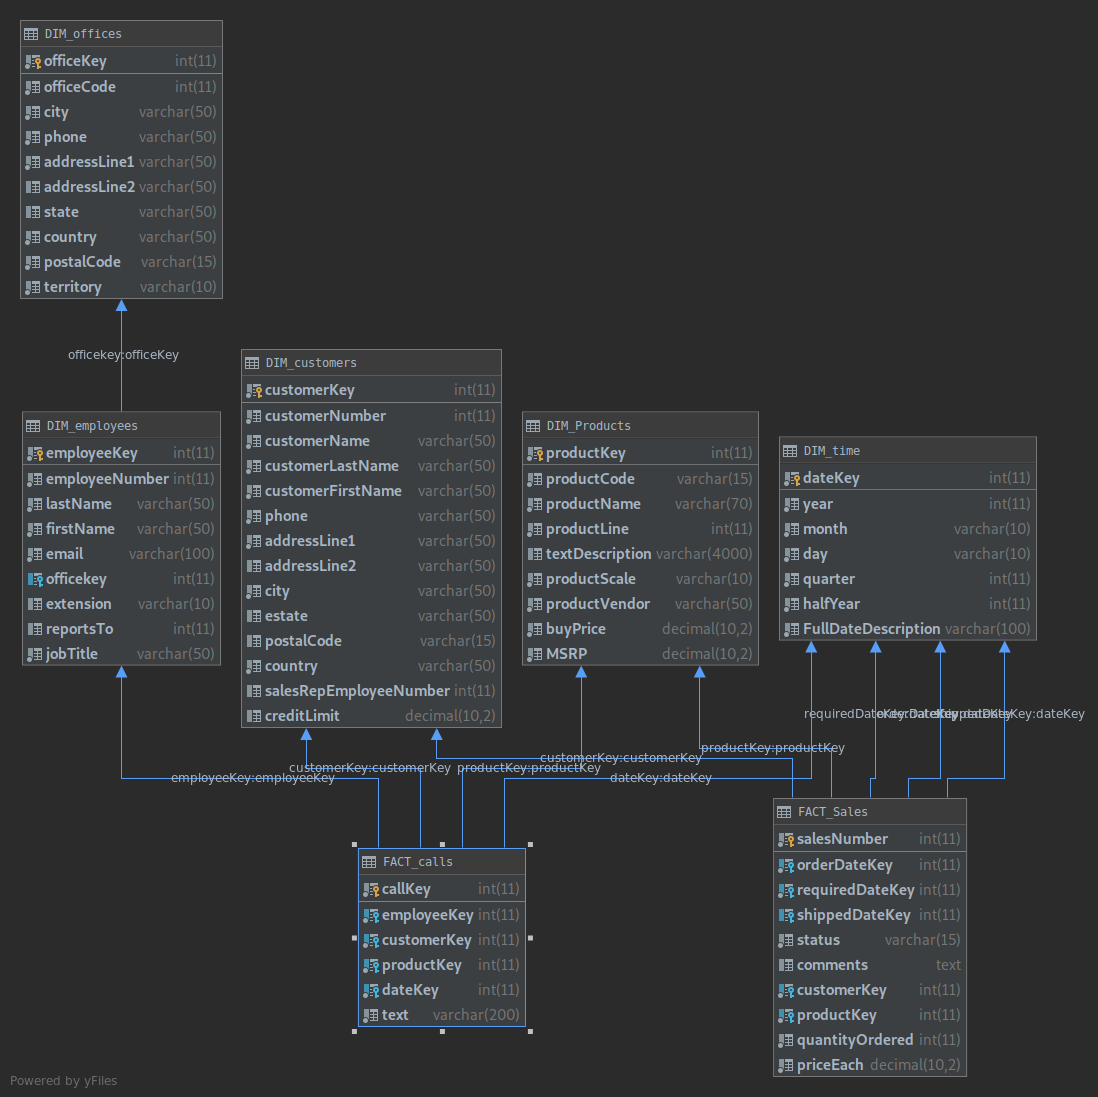 DIM_offices
officeKey int(11)
officeCode int(11)
city varchar(50)
phone varchar(50)
addressLine1 varchar(50)
addressLine2 varchar(50)
state varchar(50)
country varchar(50)
postalCode varchar(15)
territory varchar(10)
officekey:officeKey
DIM_employees
employeeKey int(11)
employeeNumber int(11)
lastName varchar(50)
firstName varchar(50)
email varchar(100)
officekey int(11)
extension varchar(10)
reportsTo int(11)
jobTitle varchar(50)
DIM_customers
customerKey int(11)
customerNumber int(11)
customerName varchar(50)
customerLastName varchar(50)
customerFirstName varchar(50)
phone varchar(50)
addressLine1 varchar(50)
addressLine2 varchar(50)
city varchar(50)
estate varchar(50)
postalCode varchar(15)
country varchar(50)
salesRepEmployeeNumber int(11)
creditLimit decimal(10,2)
DIM_Products
productKey int(11)
productCode varchar(15)
productName varchar(70)
productLine int(11)
textDescription varchar(4000)
productScale varchar(10)
productVendor varchar(50)
buyPrice decimal(10,2)
MSRP decimal(10,2)
DIM_time
dateKey int(11)
year int(11)
month varchar(10)
day varchar(10)
quarter int(11)
halfYear int(11)
FullDateDescription varchar(100)
productKey:productKey
customerKey:customerKey
customerKey:customerKey
productKey:productKey
employeeKey:employeeKey
dateKey:dateKey
FACT_calls
callKey int(11)
employeeKey int(11)
customerKey int(11)
productKey int(11)
dateKey int(11)
text varchar(200)
FACT_Sales
salesNumber int(11)
orderDateKey int(11)
requiredDateKey int(11)
shippedDateKey int(11)
status varchar(15)
comments text
customerKey int(11)
productKey int(11)
quantityOrdered int(11)
priceEach decimal(10,2)
Powered by yFiles